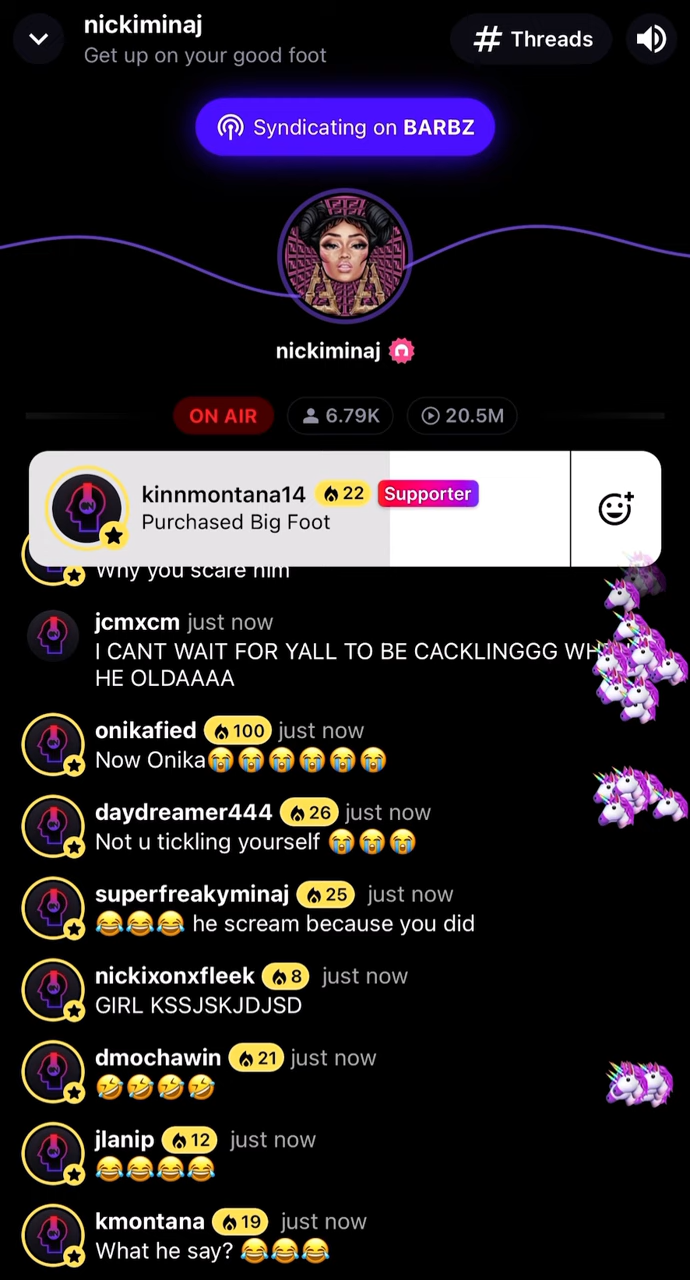 nickiminaj
Get up on your good foot
# Threads
Syndicating on BARBZ
nickiminaj
ON AIR
6.79K
20.5M
kinnmontana14 22 Supporter
Purchased Big Foot
Why you scare him
jcmxcm just now
I CANT WAIT FOR YALL TO BE CACKLINGGG WH
HE OLDAAAA
onikafied 100 just now
Now Onika😭😭😭😭😭😭
daydreamer444 26 just now
Not u tickling yourself 😭😭😭
superfreakyminaj 25 just now
😂😂😂 he scream because you did
nickixonxfleek 8 just now
GIRL KSSJSKJDJSD
dmochawin 21 just now
🤣🤣🤣🤣
jlanip 12 just now
😂😂😂😂
kmontana 19 just now
What he say? 😂😂😂